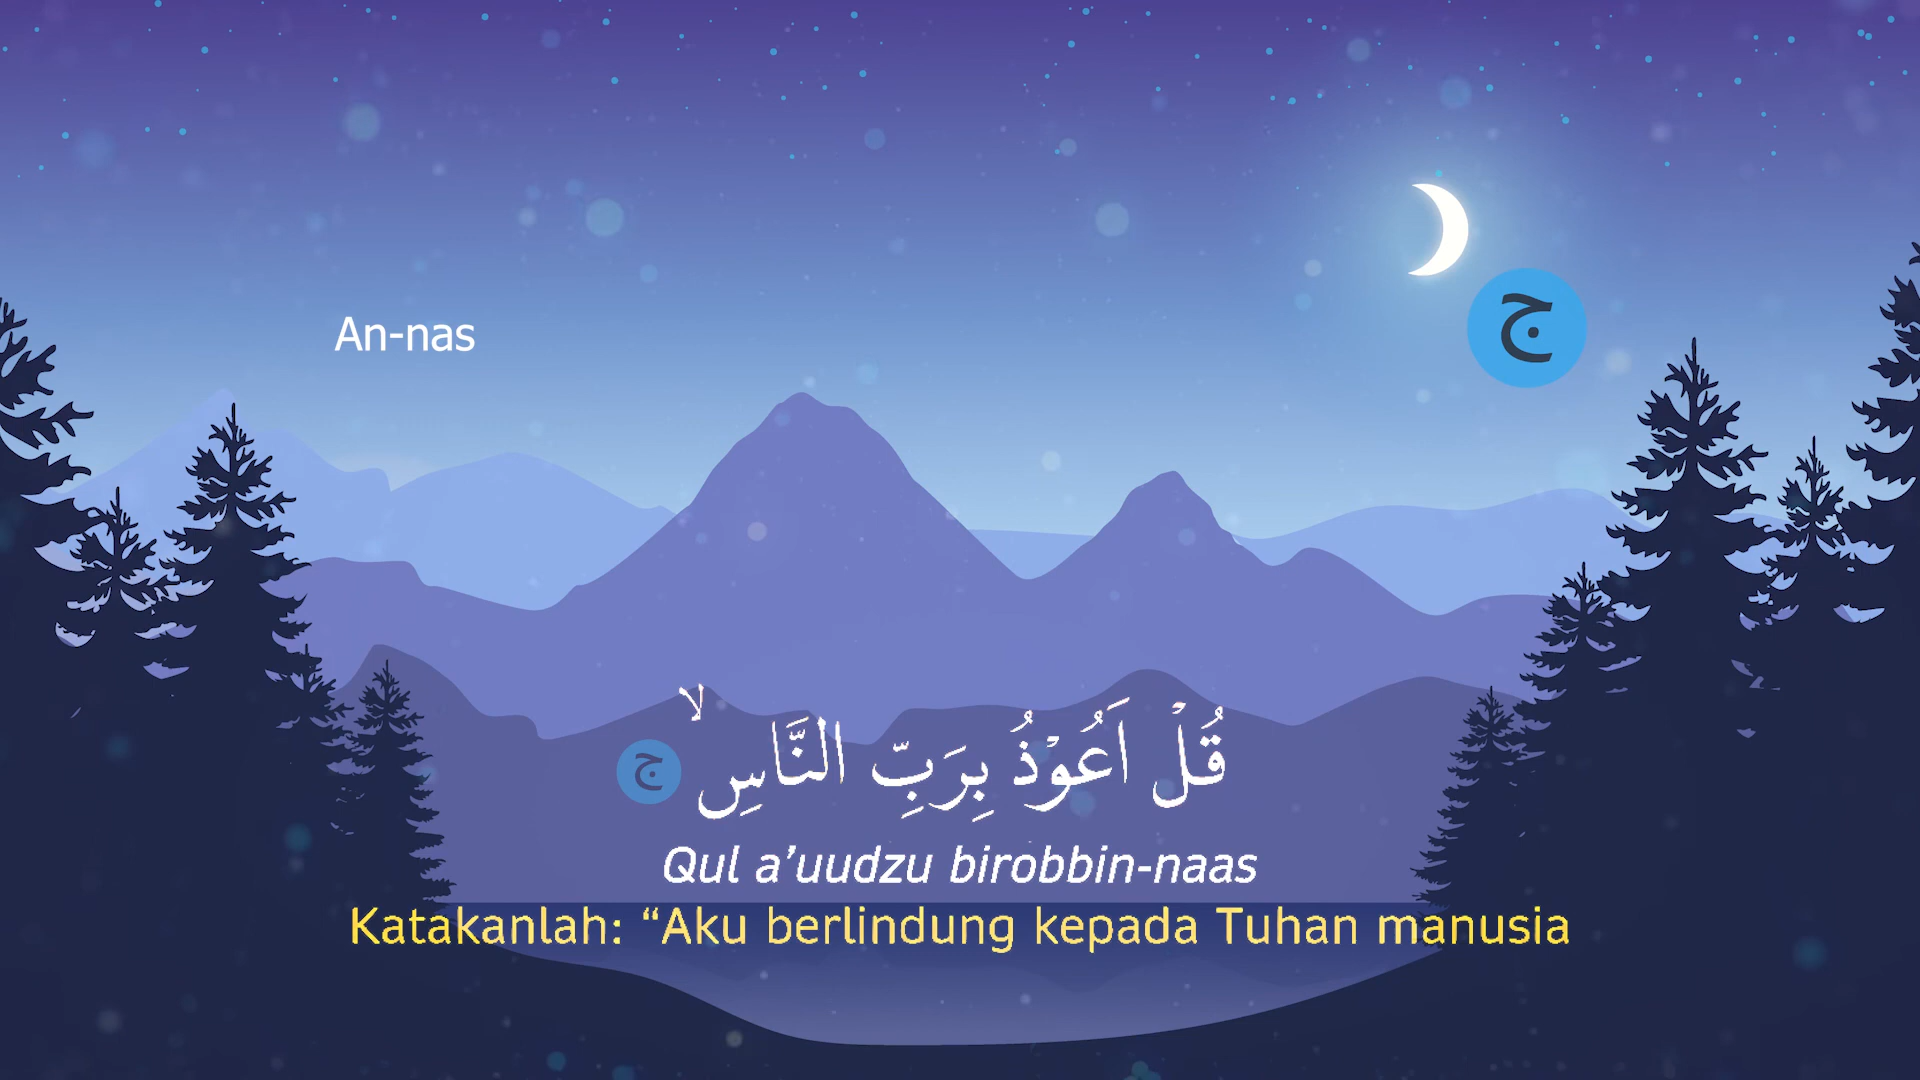 An-nas
ج
قُلْ اَعُوْذُ بِرَبِّ النَّاسِۙ ج
Qul a’uudzu birobbin-naas
Katakanlah: “Aku berlindung kepada Tuhan manusia